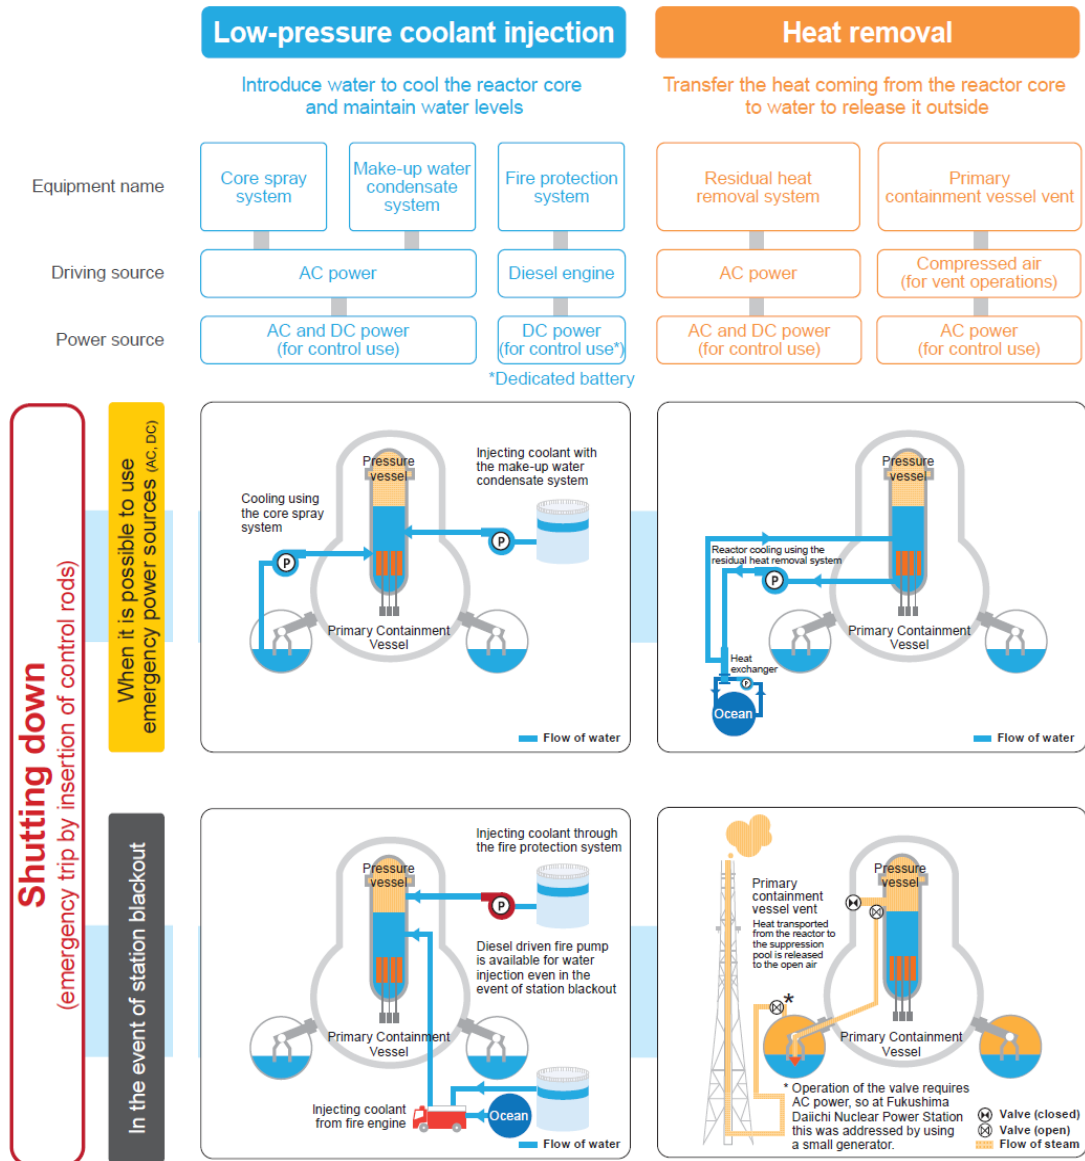 Low-pressure coolant injection
Heat removal
Introduce water to cool the reactor core
and maintain water levels
Transfer the heat coming from the reactor core
to water to release it outside
Equipment name
Core spray
system
Make-up water
condensate
system
Fire protection
system
Residual heat
removal system
Primary
containment vessel vent
Driving source
AC power
Diesel engine
AC power
Compressed air
(for vent operations)
Power source
AC and DC power
(for control use)
DC power
(for control use*)
AC and DC power
(for control use)
AC power
(for control use)
*Dedicated battery
Shutting down
(emergency trip by insertion of control rods)
When it is possible to use
emergency power sources (AC, DC)
Pressure
vessel
Injecting coolant with
the make-up water
condensate system
Cooling using
the core spray
system
P
P
Primary Containment
Vessel
Flow of water
Pressure
vessel
Reactor cooling using the
residual heat removal system
P
Primary Containment
Vessel
Heat
exchanger
P
Ocean
Flow of water
In the event of station blackout
Pressure
vessel
Injecting coolant through
the fire protection system
P
Diesel driven fire pump
is available for water
injection even in the
event of station blackout
Primary Containment
Vessel
Injecting coolant
from fire engine
Ocean
Flow of water
Pressure
vessel
Primary
containment
vessel vent
Heat transported
from the reactor to
the suppression
pool is released
to the open air
*
Primary Containment
Vessel
* Operation of the valve requires
AC power, so at Fukushima
Daiichi Nuclear Power Station
this was addressed by using
a small generator.
Valve (closed)
Valve (open)
Flow of steam